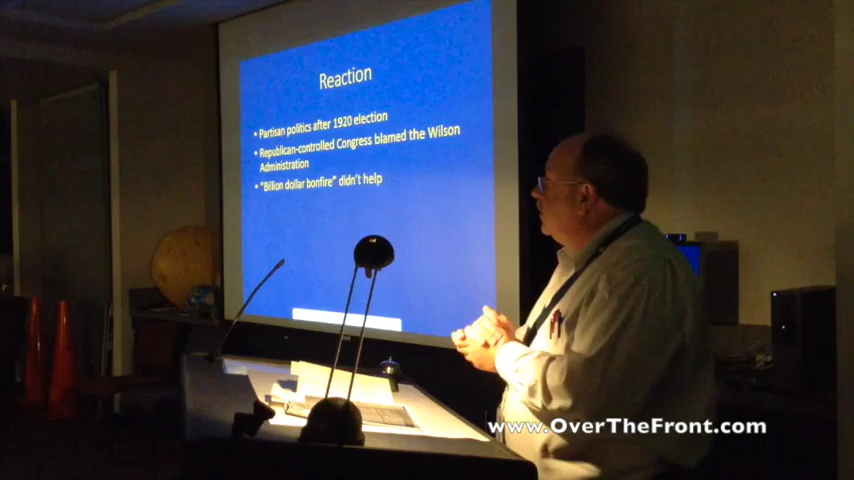 Reaction
• Partisan politics after 1920 election
• Republican-controlled Congress blamed the Wilson
Administration
• "Billion dollar bonfire" didn't help
www.OverTheFront.com